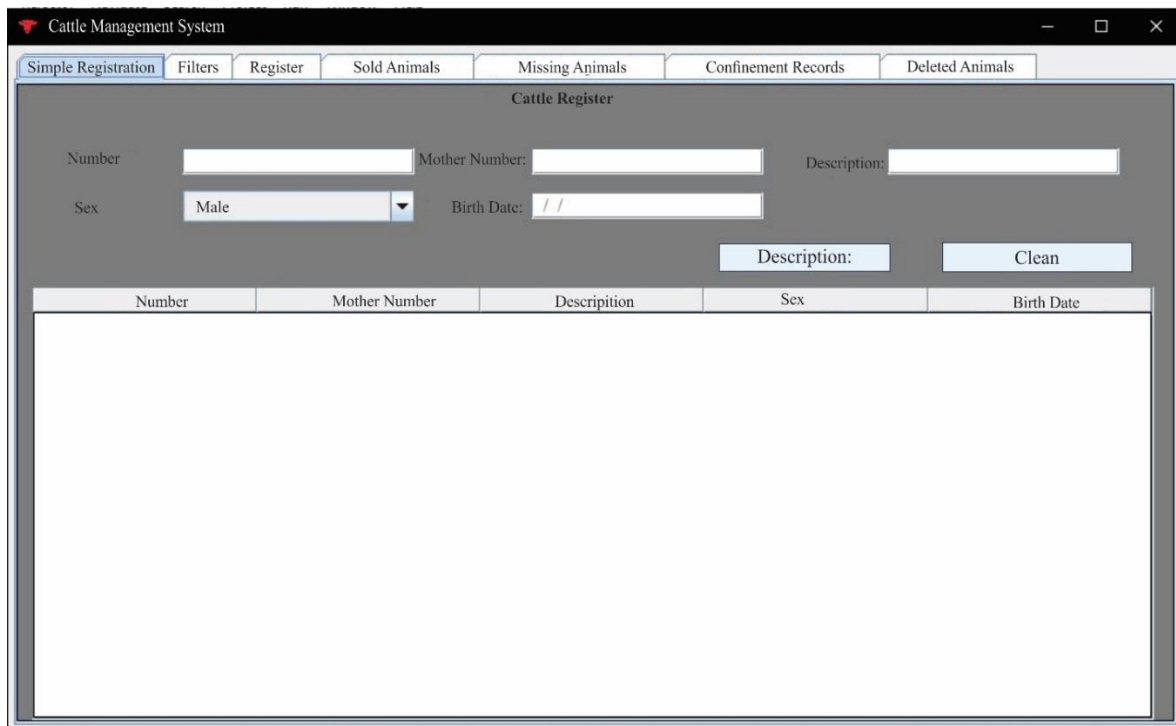 Cattle Management System
Simple Registration Filters Register Sold Animals Missing Animals Confinement Records Deleted Animals
Cattle Register
Number Mother Number: Description:
Sex Male Birth Date: / /
Description: Clean
Number Mother Number Descripition Sex Birth Date